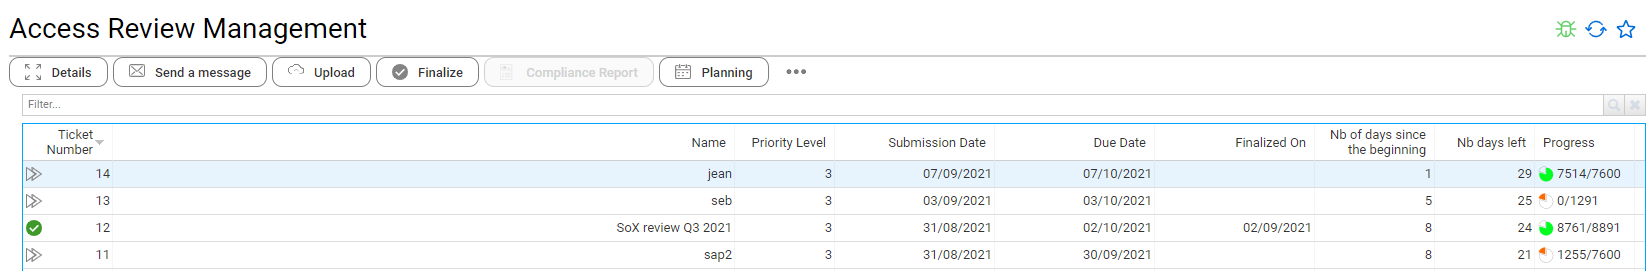 Access Review Management
Details Send a message Upload Finalize Compliance Report Planning
Filter...
Ticket Number Name Priority Level Submission Date Due Date Finalized On Nb of days since the beginning Nb days left Progress
14 jean 3 07/09/2021 07/10/2021 1 29 7514/7600
13 seb 3 03/09/2021 03/10/2021 5 25 0/1291
12 SoX review Q3 2021 3 31/08/2021 02/10/2021 02/09/2021 8 24 8761/8891
11 sap2 3 31/08/2021 30/09/2021 8 21 1255/7600